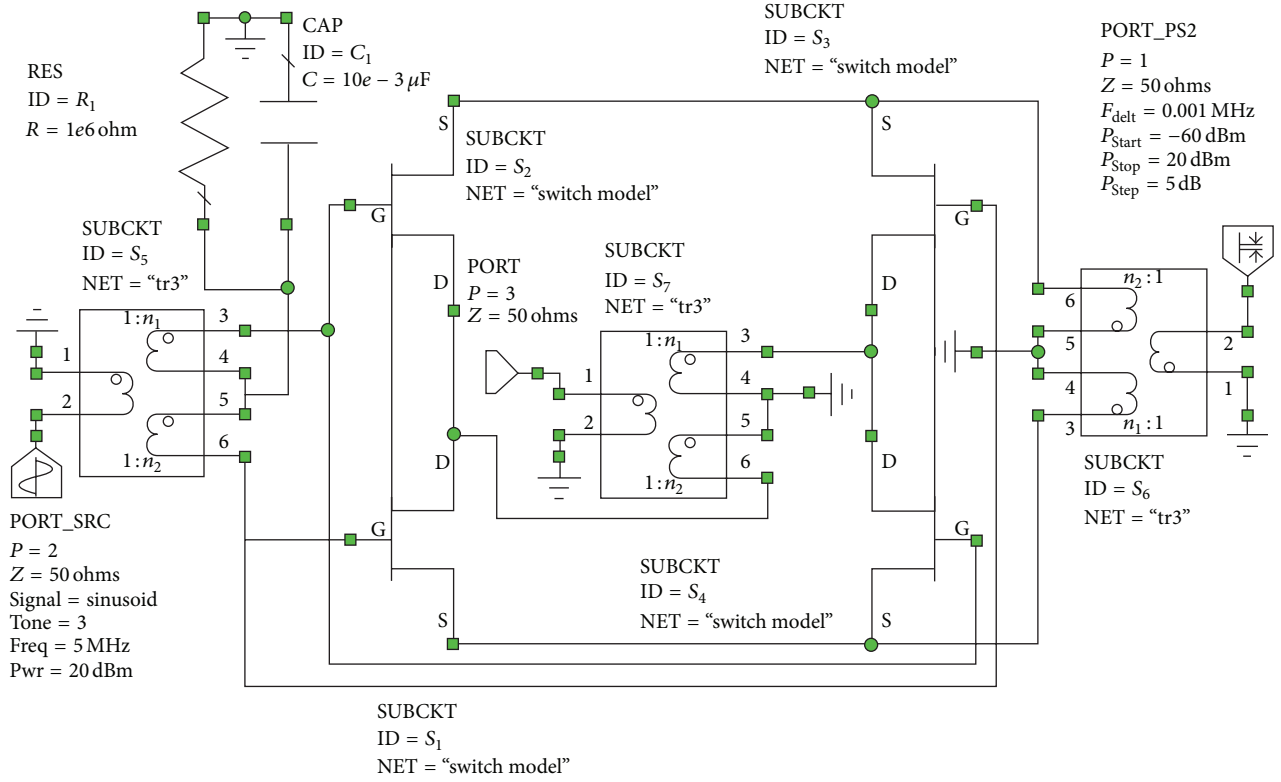 CAP
ID = C₁
C = 10e − 3 μF
RES
ID = R₁
R = 1e6 ohm
SUBCKT
ID = S₃
NET = “switch model”
PORT_PS2
P = 1
Z = 50 ohms
F_delt = 0.001 MHz
P_Start = −60 dBm
P_Stop = 20 dBm
P_Step = 5 dB
S
SUBCKT
ID = S₂
NET = “switch model”
S
G
G
SUBCKT
ID = S₅
NET = “tr3”
D
PORT
P = 3
Z = 50 ohms
SUBCKT
ID = S₇
NET = “tr3”
D
1:n₁
3
1
4
2
5
6
1:n₂
1:n₁
3
1
4
2
5
6
1:n₂
n₂:1
6
5
2
4
1
3
n₁:1
D
D
SUBCKT
ID = S₆
NET = “tr3”
G
G
PORT_SRC
P = 2
Z = 50 ohms
Signal = sinusoid
Tone = 3
Freq = 5 MHz
Pwr = 20 dBm
SUBCKT
ID = S₄
NET = “switch model”
S
S
SUBCKT
ID = S₁
NET = “switch model”